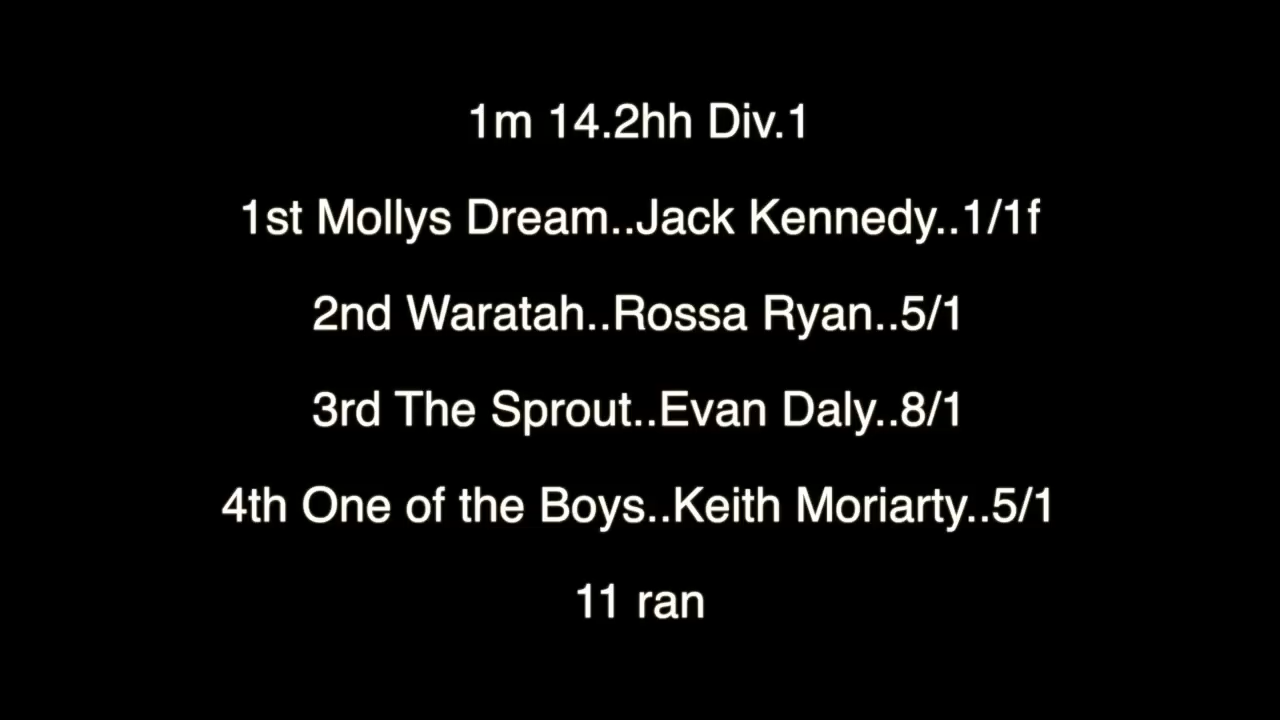 1m 14.2hh Div.1
1st Mollys Dream..Jack Kennedy..1/1f
2nd Waratah..Rossa Ryan..5/1
3rd The Sprout..Evan Daly..8/1
4th One of the Boys..Keith Moriarty..5/1
11 ran